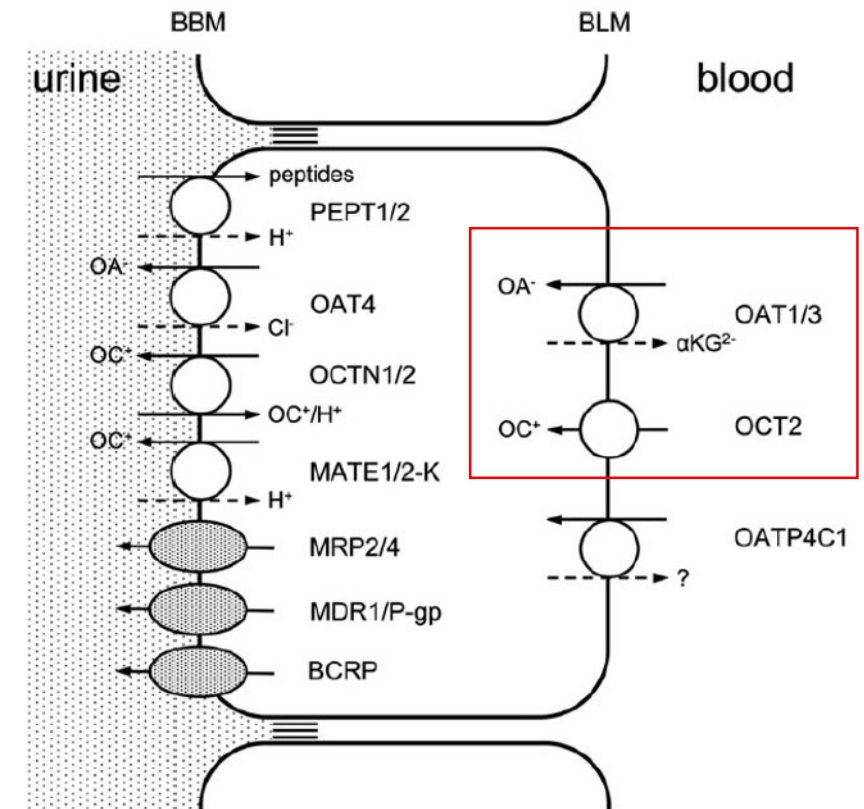 BBM
BLM
urine
blood
peptides
PEPT1/2
H⁺
OA⁻
OAT4
Cl⁻
OC⁺
OCTN1/2
OC⁺/H⁺
OC⁺
MATE1/2-K
H⁺
MRP2/4
MDR1/P-gp
BCRP
OA⁻
OAT1/3
αKG²⁻
OC⁺
OCT2
OATP4C1
?